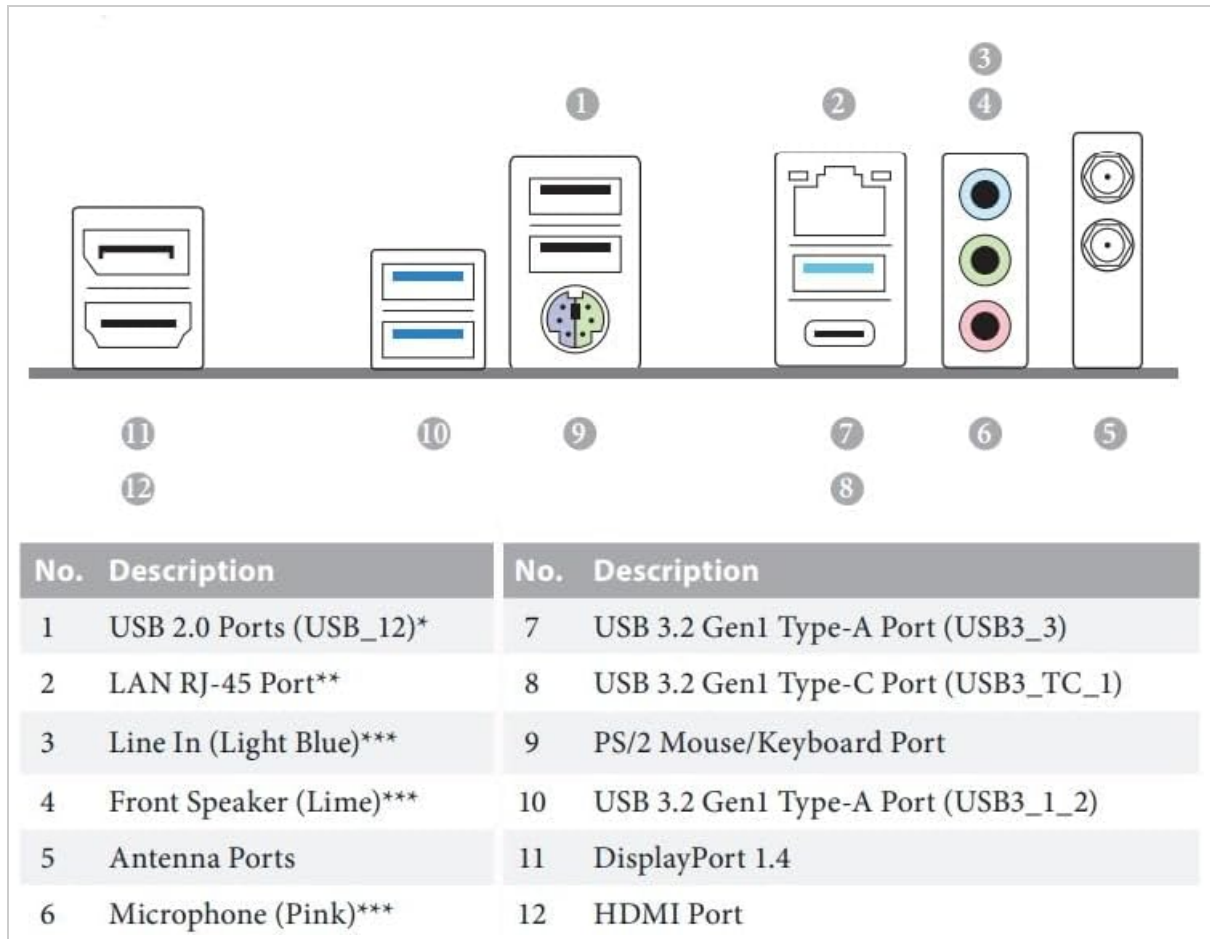 3
1 2 4
11 10 9 7 6 5
12 8
No. Description No. Description
1 USB 2.0 Ports (USB_12)* 7 USB 3.2 Gen1 Type-A Port (USB3_3)
2 LAN RJ-45 Port** 8 USB 3.2 Gen1 Type-C Port (USB3_TC_1)
3 Line In (Light Blue)*** 9 PS/2 Mouse/Keyboard Port
4 Front Speaker (Lime)*** 10 USB 3.2 Gen1 Type-A Port (USB3_1_2)
5 Antenna Ports 11 DisplayPort 1.4
6 Microphone (Pink)*** 12 HDMI Port